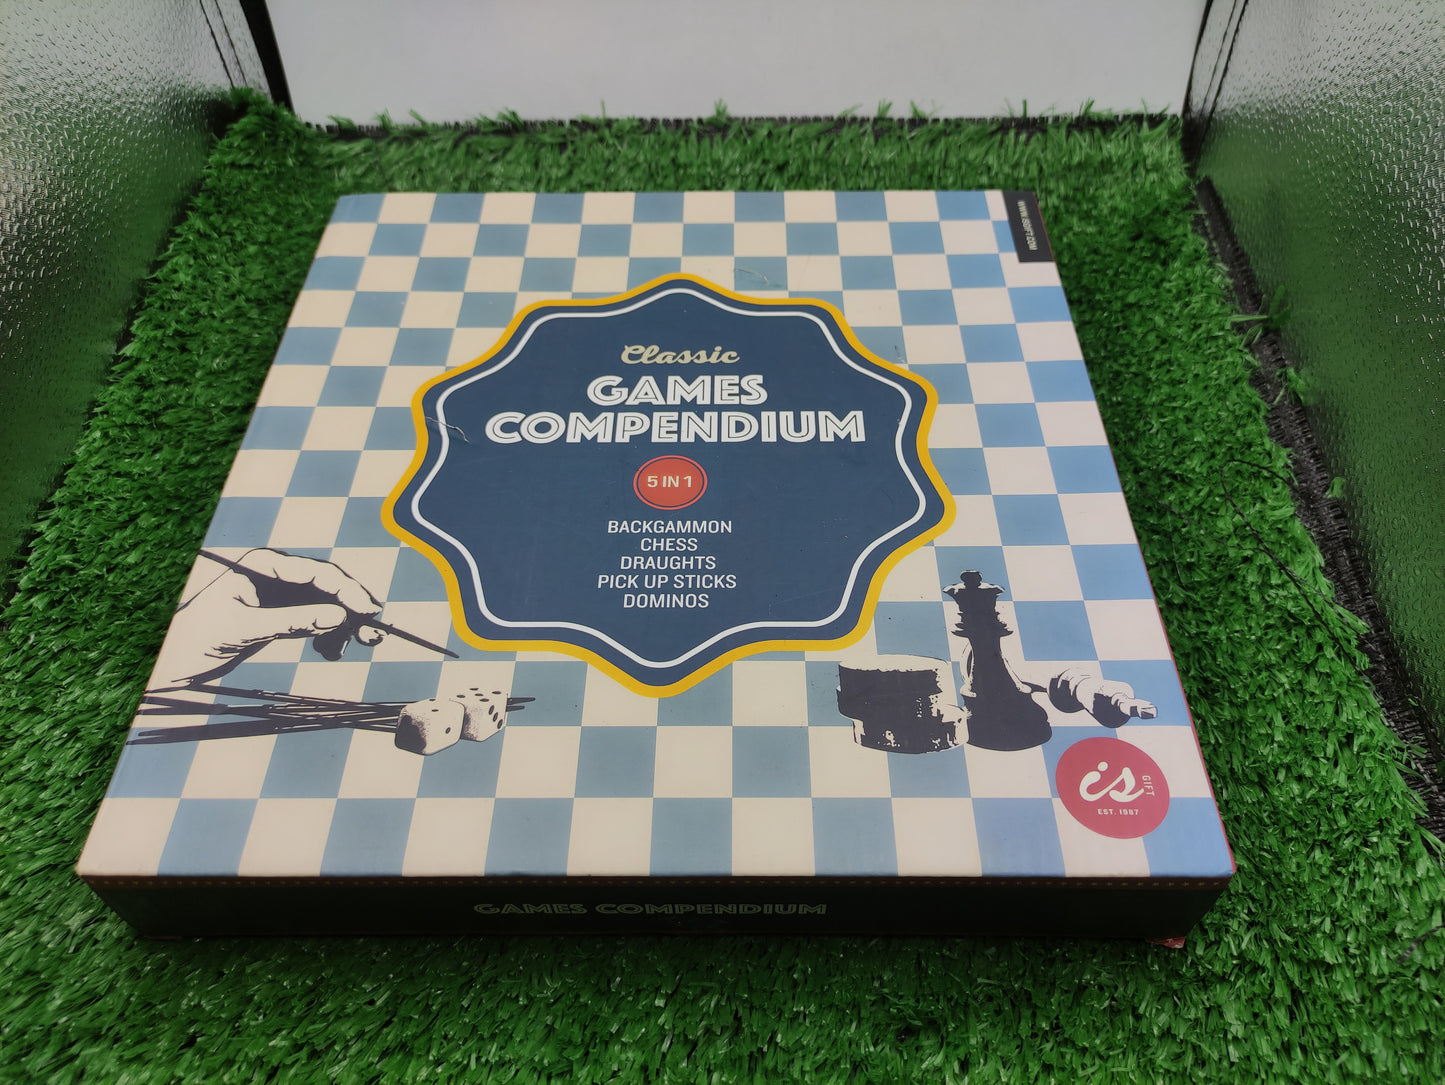 WWW.ISGIFT.COM
Classic
GAMES
COMPENDIUM
5 IN 1
BACKGAMMON
CHESS
DRAUGHTS
PICK UP STICKS
DOMINOS
is
GIFT
EST. 1987
GAMES COMPENDIUM